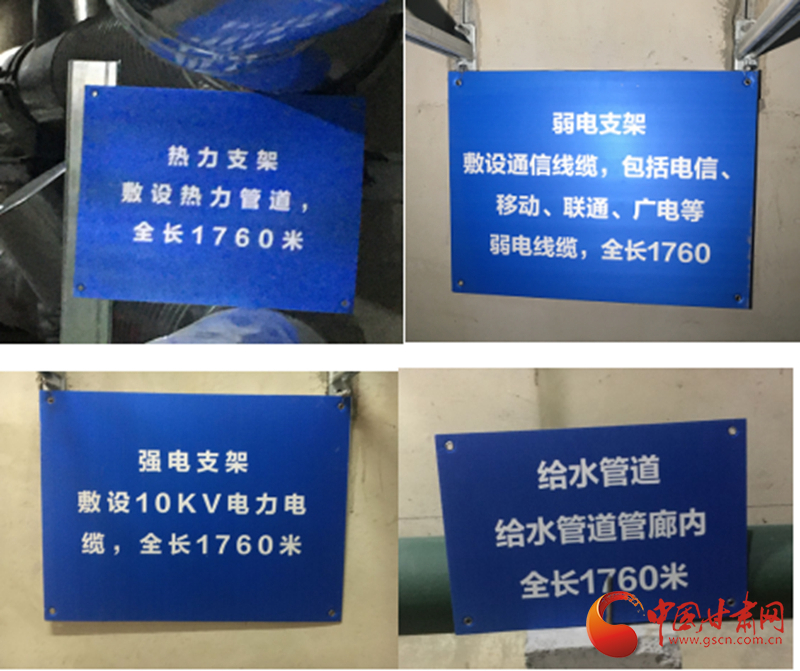 热力支架
敷设热力管道，
全长1760米
弱电支架
敷设通信线缆，包括电信、
移动、联通、广电等
弱电线缆，全长1760
强电支架
敷设10KV电力电
缆，全长1760米
给水管道
给水管道管廊内
全长1760米
中国甘肃网
www.gscn.com.cn